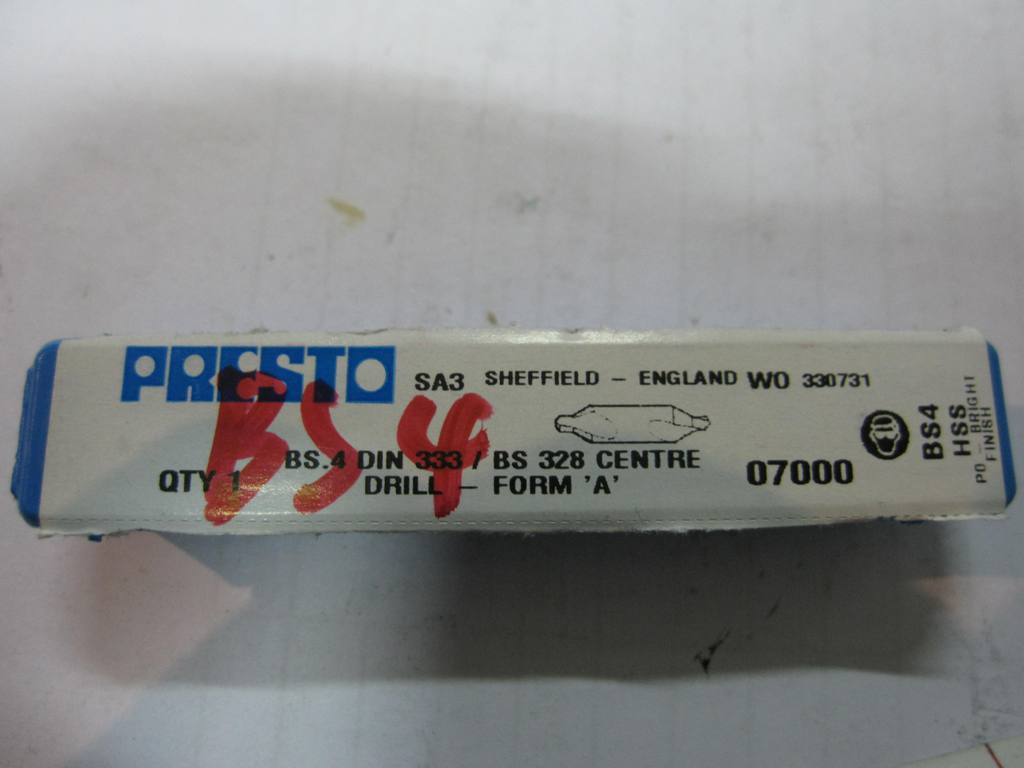 PRESTO SA3 SHEFFIELD - ENGLAND WO 330731
BS4
QTY 1 BS.4 DIN 333 / BS 328 CENTRE
DRILL - FORM 'A'
07000
BS4
HSS
PO - BRIGHT
FINISH